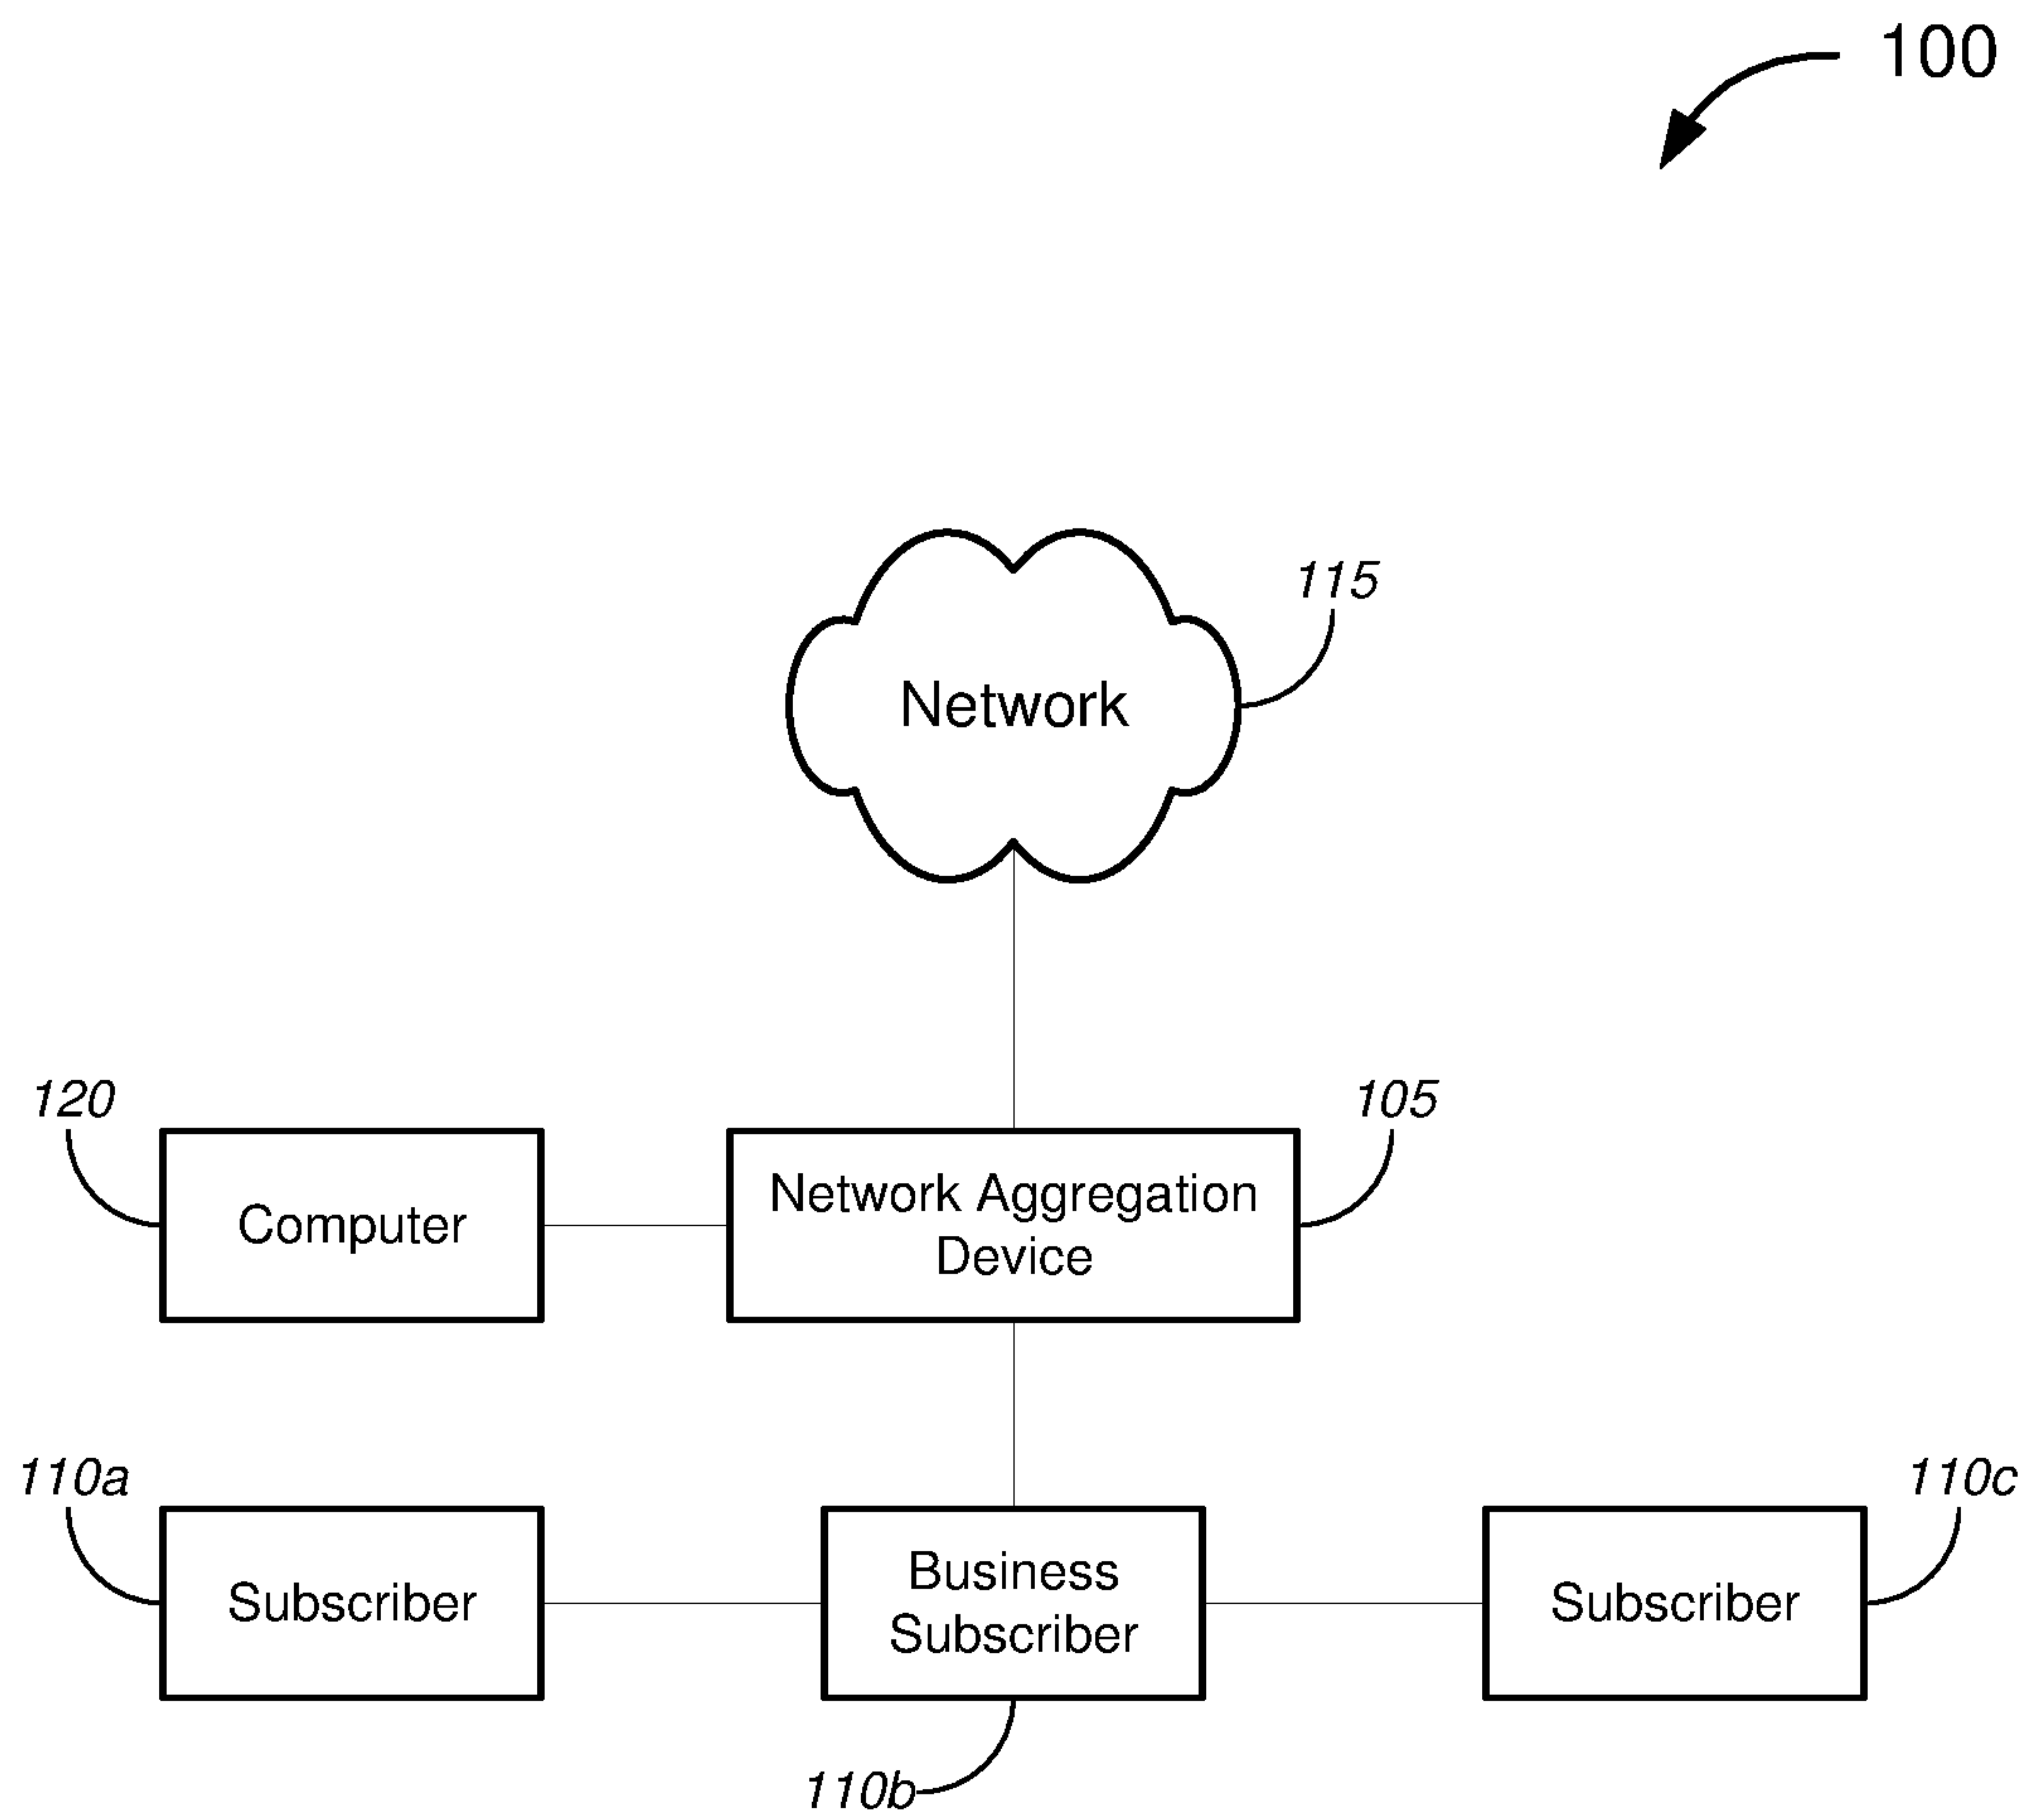 100
115
Network
120
105
Computer
Network Aggregation
Device
110a
110c
Subscriber
Business
Subscriber
Subscriber
110b